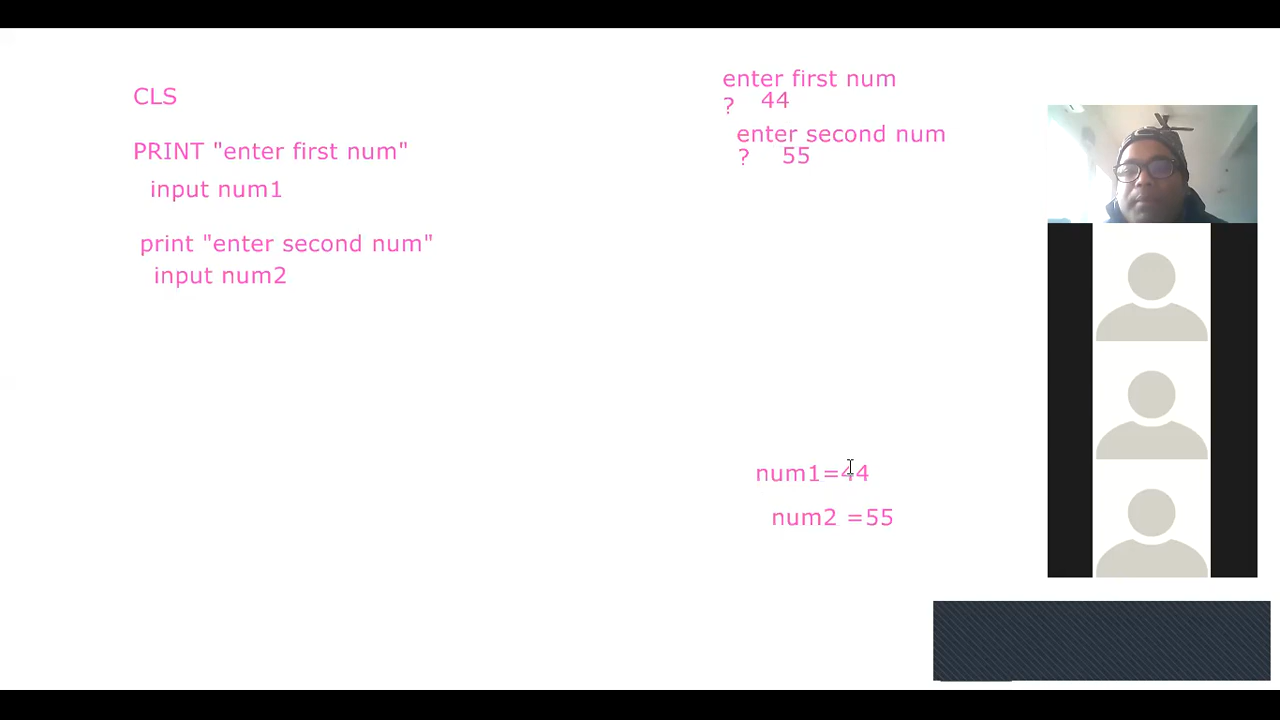 CLS
PRINT "enter first num"
input num1
print "enter second num"
input num2
enter first num
? 44
enter second num
? 55
num1=44
num2 =55